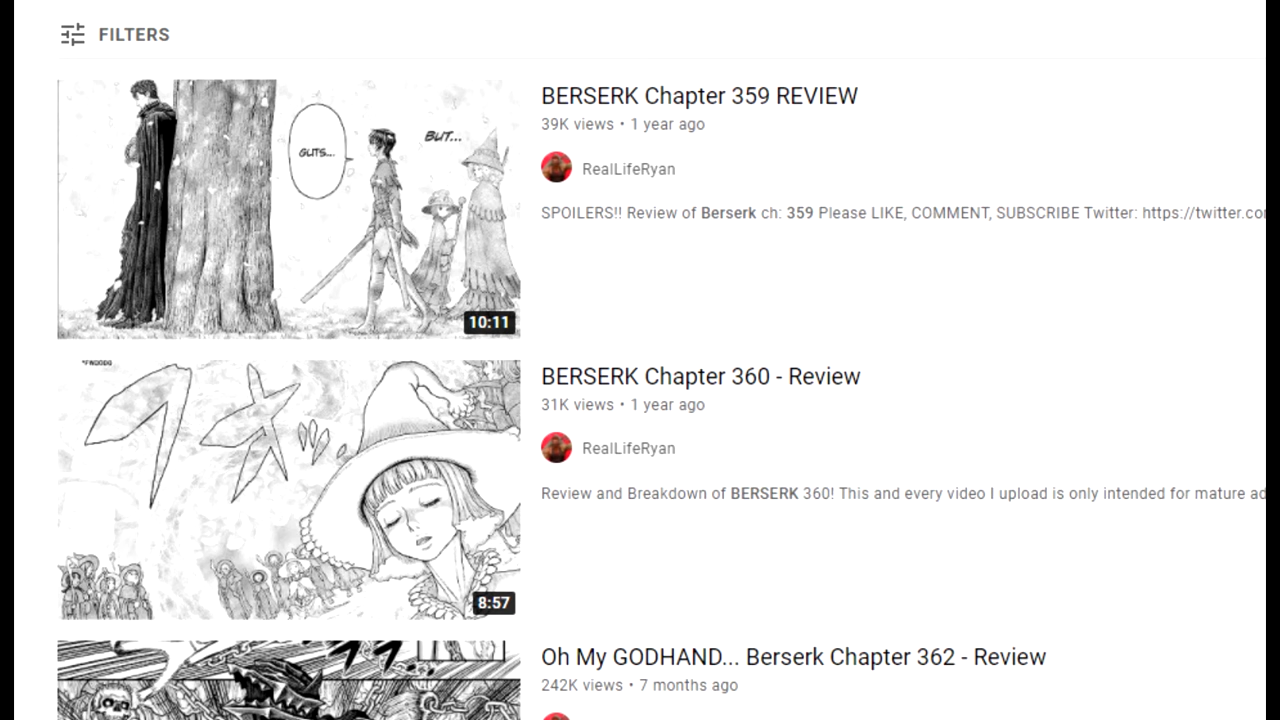 FILTERS
GUTS...
BUT...
10:11
BERSERK Chapter 359 REVIEW
39K views • 1 year ago
RealLifeRyan
SPOILERS!! Review of Berserk ch: 359 Please LIKE, COMMENT, SUBSCRIBE Twitter: https://twitter.co
*FWOOOO
フォ
8:57
BERSERK Chapter 360 - Review
31K views • 1 year ago
RealLifeRyan
Review and Breakdown of BERSERK 360! This and every video I upload is only intended for mature ad
Oh My GODHAND... Berserk Chapter 362 - Review
242K views • 7 months ago